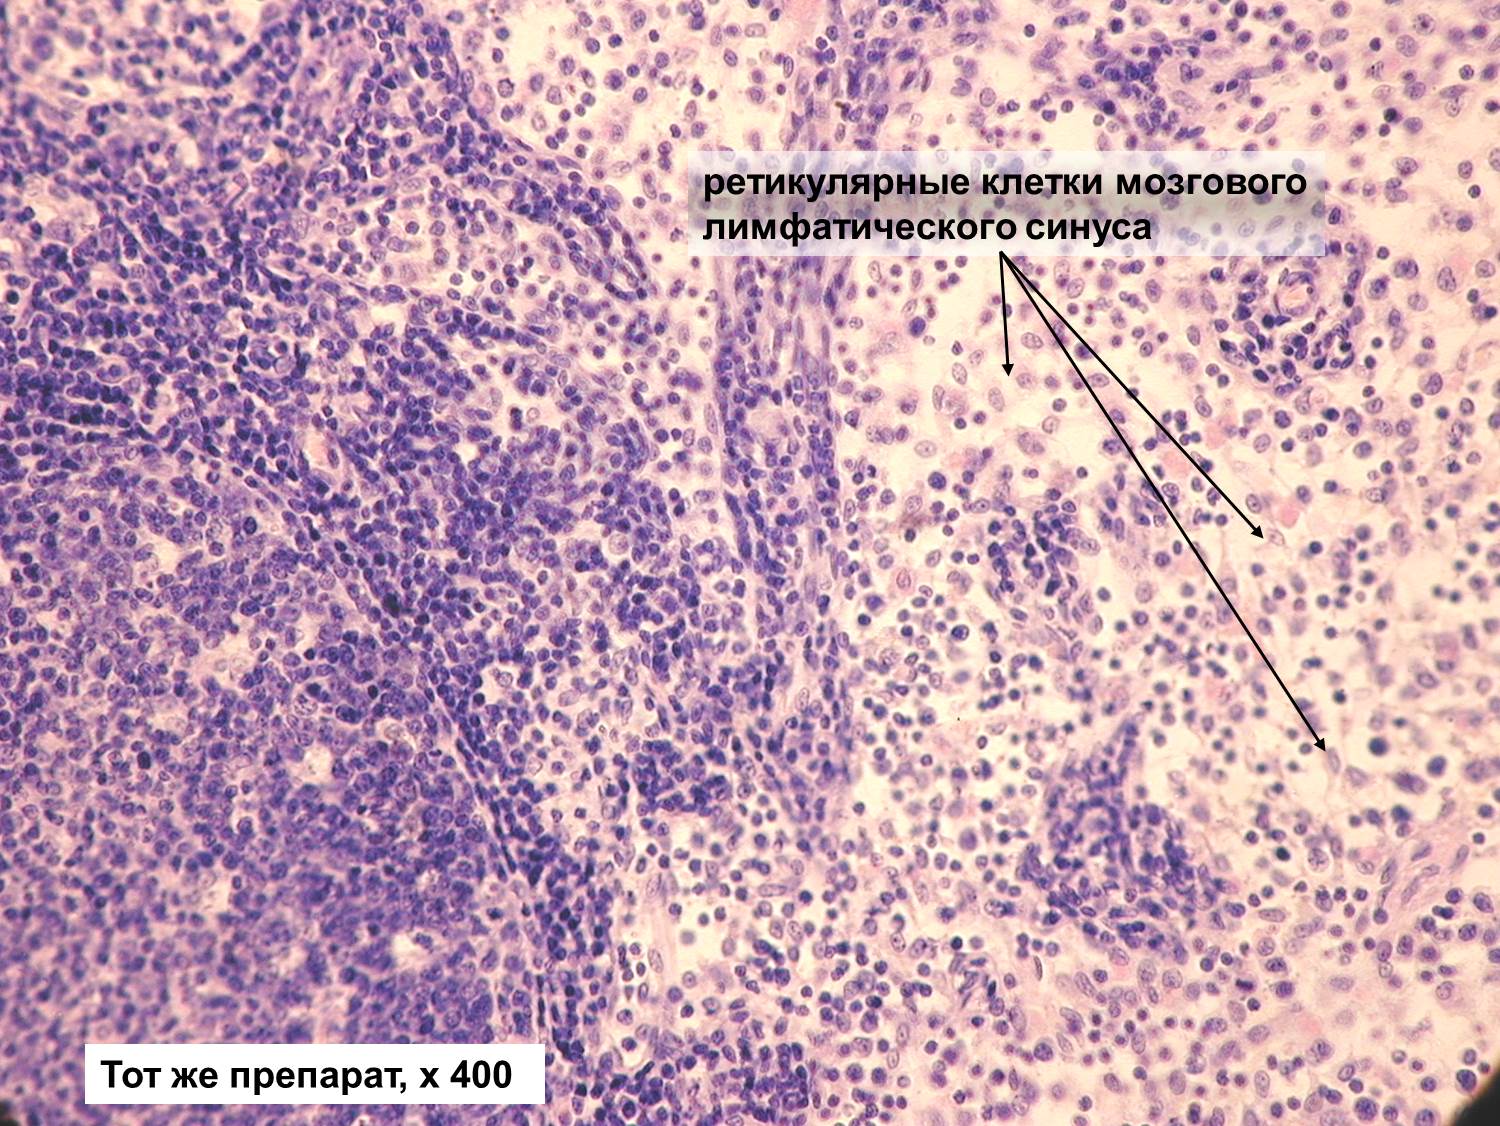 ретикулярные клетки мозгового
лимфатического синуса
Тот же препарат, х 400